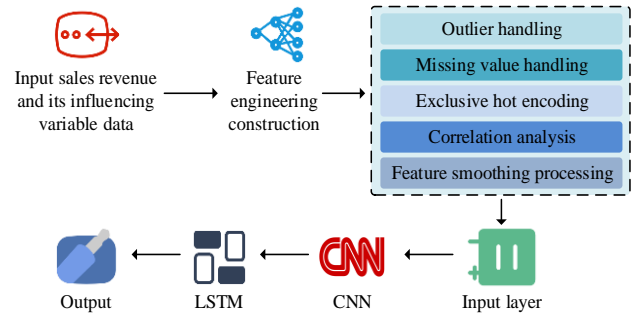 Input sales revenue
and its influencing
variable data
Feature
engineering
construction
Outlier handling
Missing value handling
Exclusive hot encoding
Correlation analysis
Feature smoothing processing
Output
LSTM
CNN
CNN
Input layer